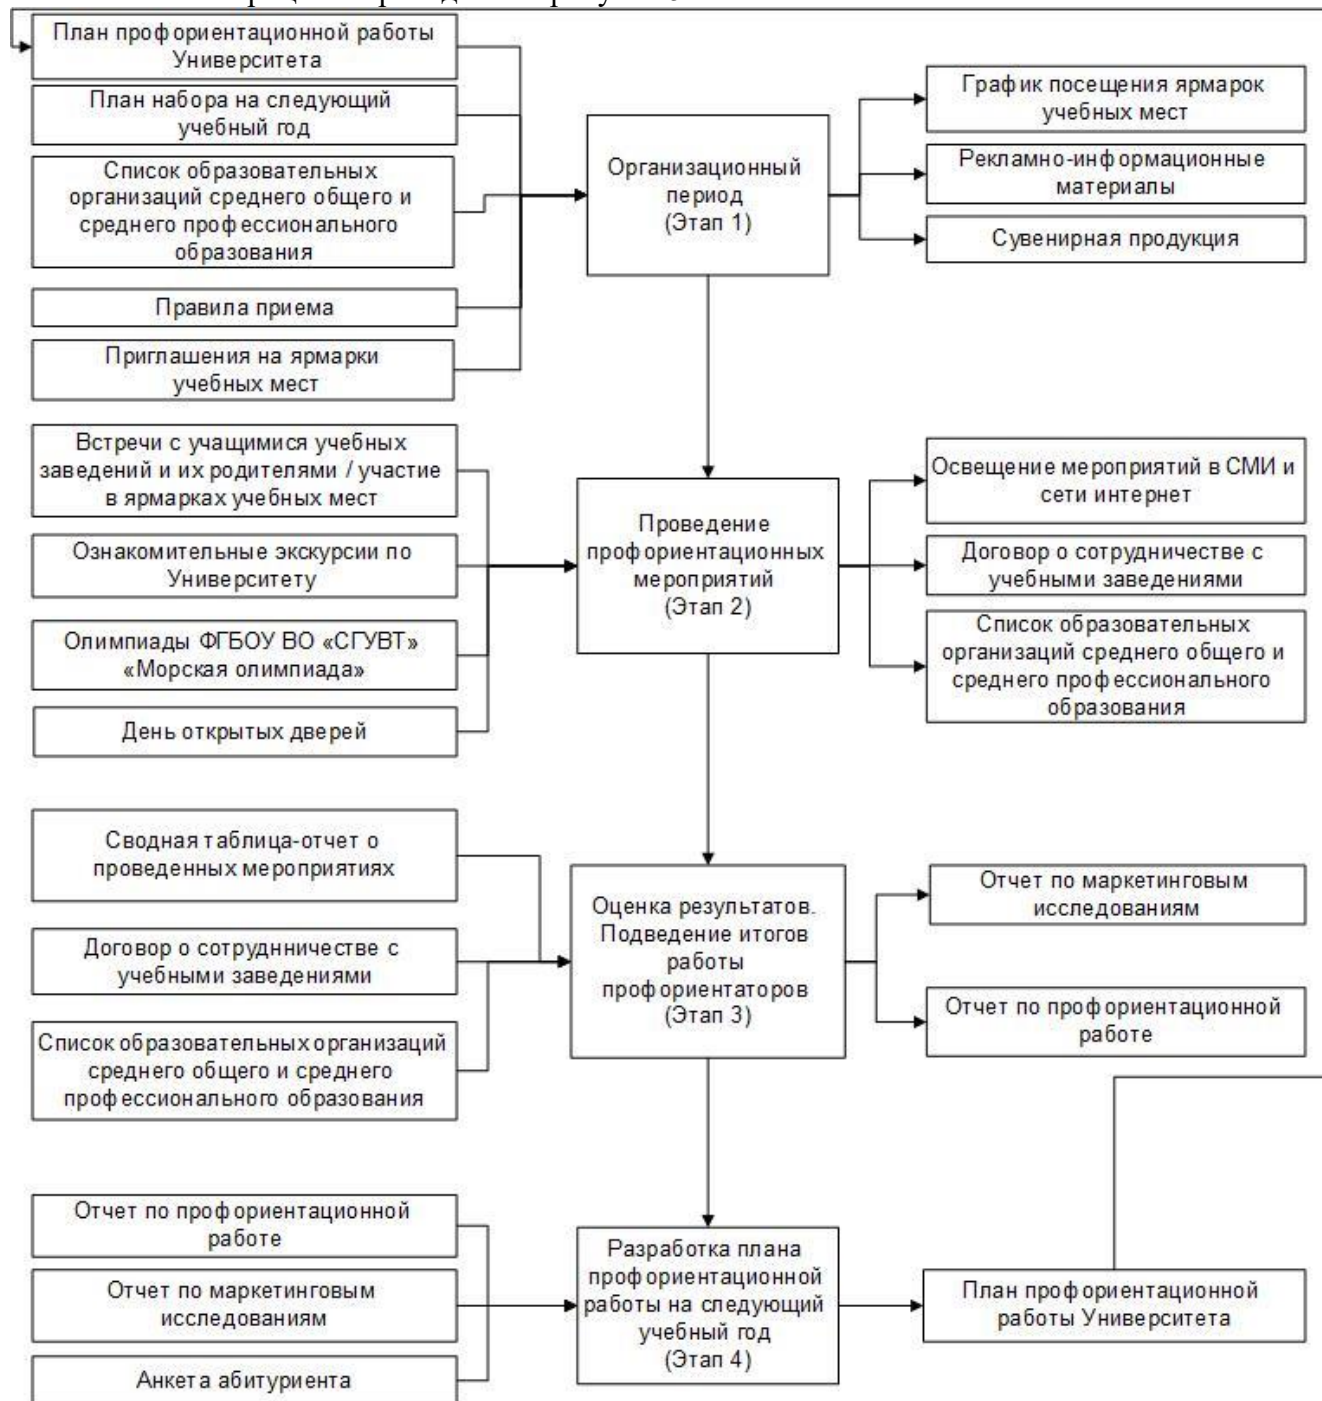 План профориентационной работы
Университета
План набора на следующий
учебный год
Список образовательных
организаций среднего общего и
среднего профессионального
образования
Правила приема
Приглашения на ярмарки
учебных мест
Организационный
период
(Этап 1)
График посещения ярмарок
учебных мест
Рекламно-информационные
материалы
Сувенирная продукция
Встречи с учащимися учебных
заведений и их родителями / участие
в ярмарках учебных мест
Ознакомительные экскурсии по
Университету
Олимпиады ФГБОУ ВО «СГУВТ»
«Морская олимпиада»
День открытых дверей
Проведение
профориентационных
мероприятий
(Этап 2)
Освещение мероприятий в СМИ и
сети интернет
Договор о сотрудничестве с
учебными заведениями
Список образовательных
организаций среднего общего и
среднего профессионального
образования
Сводная таблица-отчет о
проведенных мероприятиях
Договор о сотруднничестве с
учебными заведениями
Список образовательных организаций
среднего общего и среднего
профессионального образования
Оценка результатов.
Подведение итогов
работы
профориентаторов
(Этап 3)
Отчет по маркетинговым
исследованиям
Отчет по профориентационной
работе
Отчет по профориентационной
работе
Отчет по маркетинговым
исследованиям
Анкета абитуриента
Разработка плана
профориентационной
работы на следующий
учебный год
(Этап 4)
План профориентационной
работы Университета